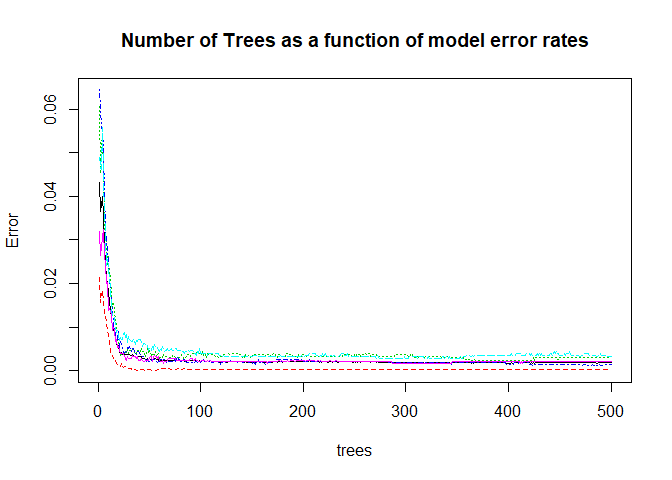 Number of Trees as a function of model error rates
0.06
0.04
0.02
0.00
Error
0 100 200 300 400 500
trees